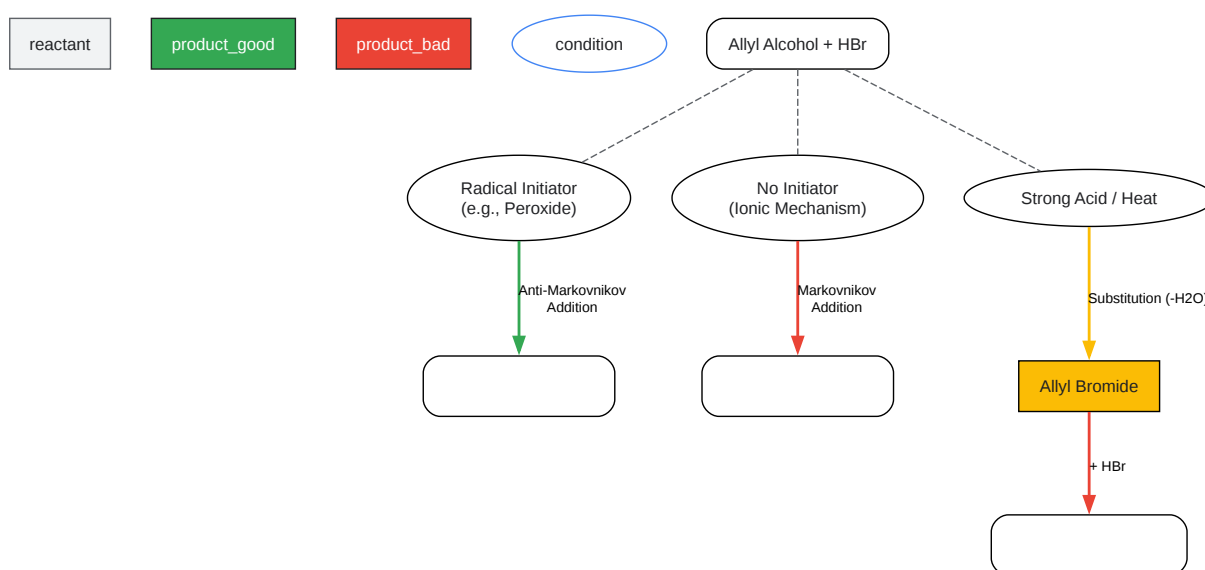 reactant
product_good
product_bad
condition
Allyl Alcohol + HBr
Radical Initiator
(e.g., Peroxide)
No Initiator
(Ionic Mechanism)
Strong Acid / Heat
Anti-Markovnikov
Addition
Markovnikov
Addition
Substitution (-H2O)
Allyl Bromide
+ HBr